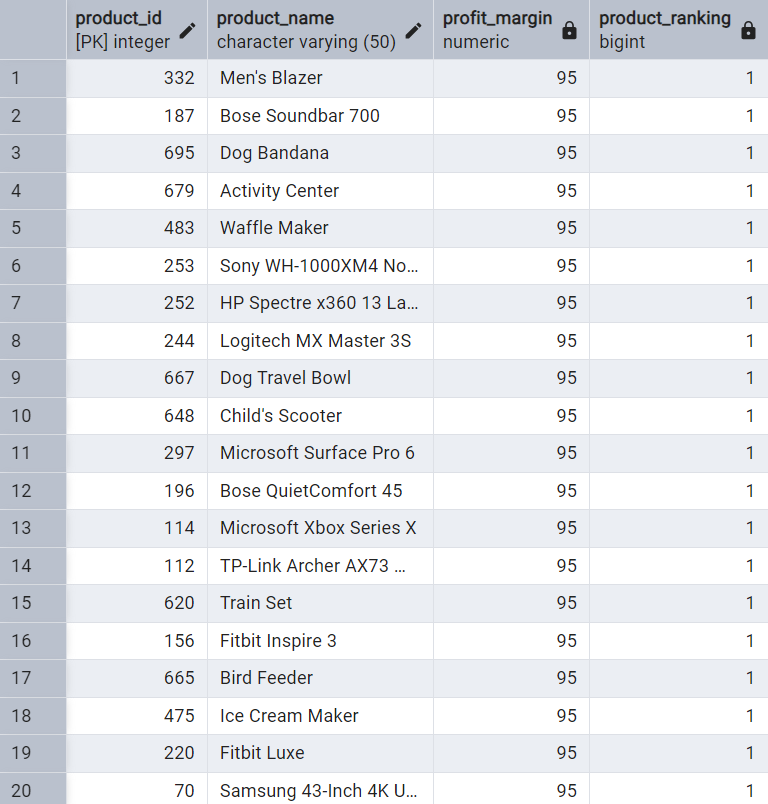 product_id product_name profit_margin product_ranking
[PK] integer character varying (50) numeric bigint
1 332 Men's Blazer 95 1
2 187 Bose Soundbar 700 95 1
3 695 Dog Bandana 95 1
4 679 Activity Center 95 1
5 483 Waffle Maker 95 1
6 253 Sony WH-1000XM4 No... 95 1
7 252 HP Spectre x360 13 La... 95 1
8 244 Logitech MX Master 3S 95 1
9 667 Dog Travel Bowl 95 1
10 648 Child's Scooter 95 1
11 297 Microsoft Surface Pro 6 95 1
12 196 Bose QuietComfort 45 95 1
13 114 Microsoft Xbox Series X 95 1
14 112 TP-Link Archer AX73 ... 95 1
15 620 Train Set 95 1
16 156 Fitbit Inspire 3 95 1
17 665 Bird Feeder 95 1
18 475 Ice Cream Maker 95 1
19 220 Fitbit Luxe 95 1
20 70 Samsung 43-Inch 4K U... 95 1